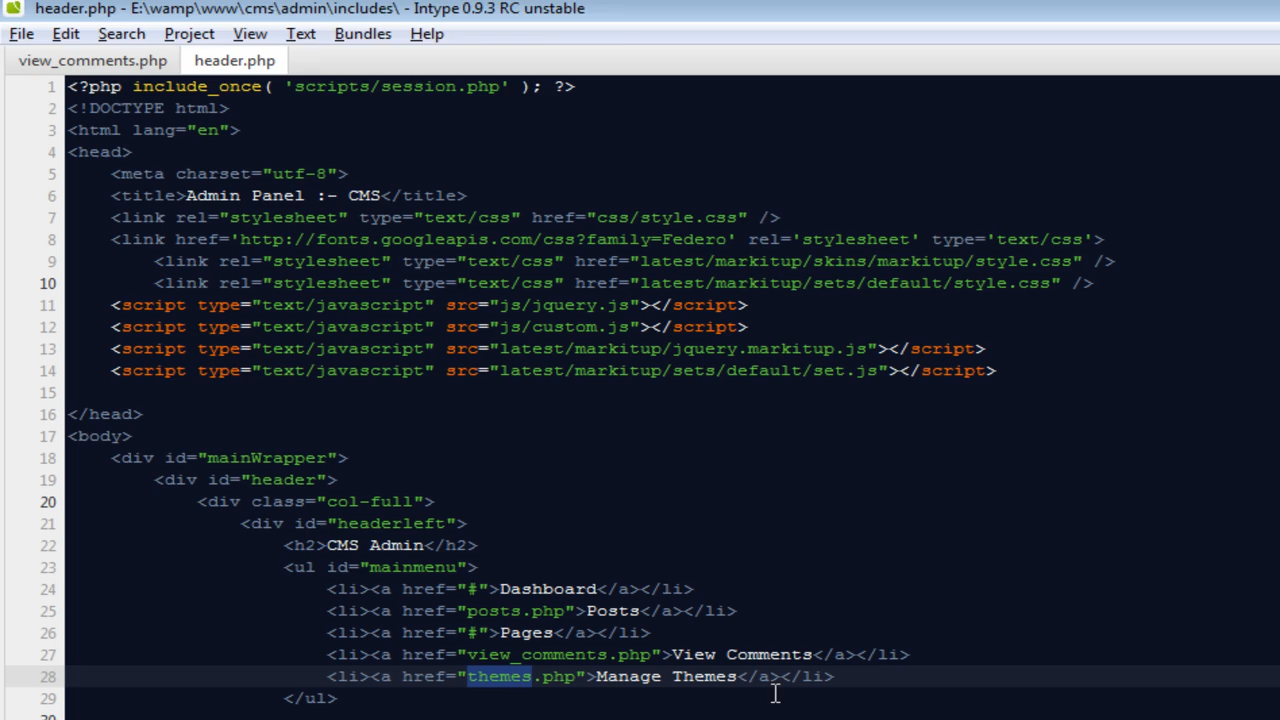 header.php - E:\wamp\www\cms\admin\includes\ - Intype 0.9.3 RC unstable
File Edit Search Project View Text Bundles Help
view_comments.php header.php
1 <?php include_once( 'scripts/session.php' ); ?>
2 <!DOCTYPE html>
3 <html lang="en">
4 <head>
5 <meta charset="utf-8">
6 <title>Admin Panel :- CMS</title>
7 <link rel="stylesheet" type="text/css" href="css/style.css" />
8 <link href='http://fonts.googleapis.com/css?family=Federo' rel='stylesheet' type='text/css'>
9 <link rel="stylesheet" type="text/css" href="latest/markitup/skins/markitup/style.css" />
10 <link rel="stylesheet" type="text/css" href="latest/markitup/sets/default/style.css" />
11 <script type="text/javascript" src="js/jquery.js"></script>
12 <script type="text/javascript" src="js/custom.js"></script>
13 <script type="text/javascript" src="latest/markitup/jquery.markitup.js"></script>
14 <script type="text/javascript" src="latest/markitup/sets/default/set.js"></script>
15
16 </head>
17 <body>
18 <div id="mainWrapper">
19 <div id="header">
20 <div class="col-full">
21 <div id="headerleft">
22 <h2>CMS Admin</h2>
23 <ul id="mainmenu">
24 <li><a href="#">Dashboard</a></li>
25 <li><a href="posts.php">Posts</a></li>
26 <li><a href="#">Pages</a></li>
27 <li><a href="view_comments.php">View Comments</a></li>
28 <li><a href="themes.php">Manage Themes</a></li>
29 </ul>